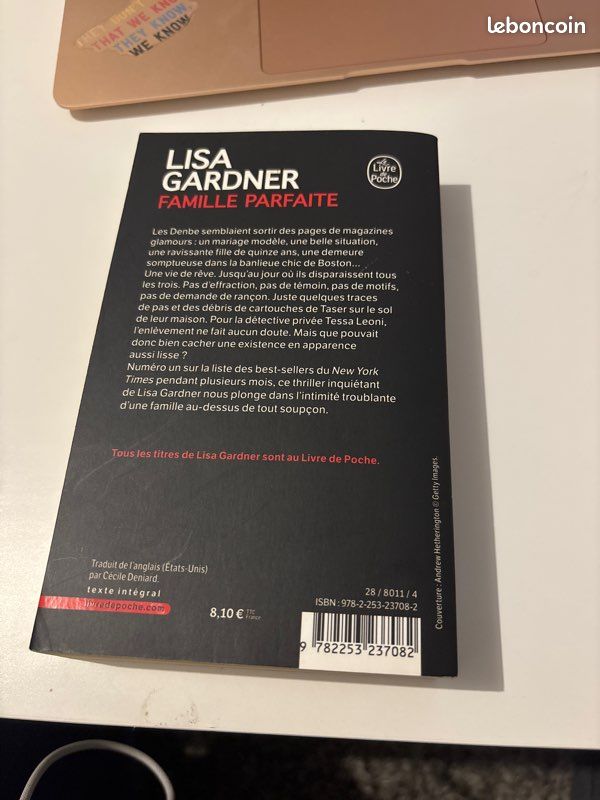 THAT WE KNOW
THEY KNOW
WE KNOW
leboncoin
LISA
GARDNER
FAMILLE PARFAITE
Le
Livre
de
Poche
Les Denbe semblaient sortir des pages de magazines
glamours : un mariage modèle, une belle situation,
une ravissante fille de quinze ans, une demeure
somptueuse dans la banlieue chic de Boston…
Une vie de rêve. Jusqu'au jour où ils disparaissent tous
les trois. Pas d'effraction, pas de témoin, pas de motifs,
pas de demande de rançon. Juste quelques traces
de pas et des débris de cartouches de Taser sur le sol
de leur maison. Pour la détective privée Tessa Leoni,
l'enlèvement ne fait aucun doute. Mais que pouvait
donc bien cacher une existence en apparence
aussi lisse ?
Numéro un sur la liste des best-sellers du New York
Times pendant plusieurs mois, ce thriller inquiétant
de Lisa Gardner nous plonge dans l'intimité troublante
d'une famille au-dessus de tout soupçon.
Tous les titres de Lisa Gardner sont au Livre de Poche.
Traduit de l'anglais (États-Unis)
par Cécile Deniard.
texte intégral
livredepoche.com
8,10 € TTC
France
28 / 8011 / 4
ISBN : 978-2-253-23708-2
9 782253 237082
Couverture : Andrew Hetherington © Getty Images.